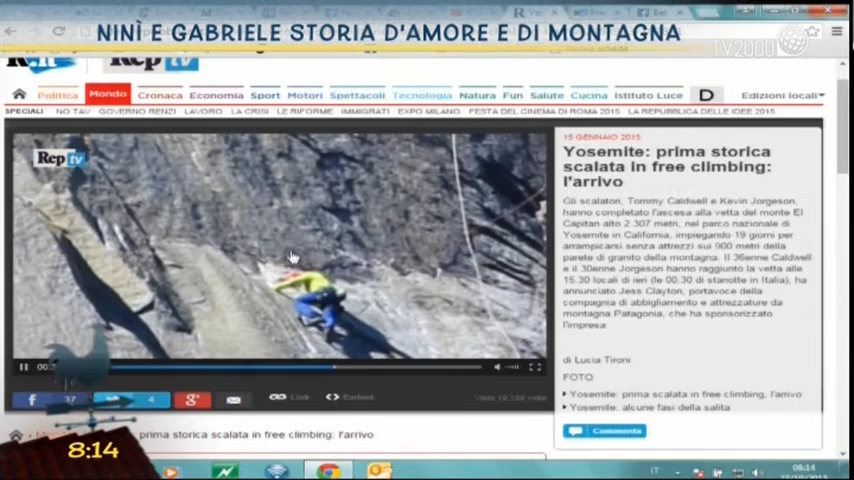 NINÌ E GABRIELE STORIA D'AMORE E DI MONTAGNA
TV2000
R.it Rep tv
Politica Mondo Cronaca Economia Sport Motori Spettacoli Tecnologia Natura Fun Salute Cucina Istituto Luce D Edizioni locali
SPECIALI NO TAV GOVERNO RENZI LAVORO LA CRISI LE RIFORME IMMIGRATI EXPO MILANO FESTA DEL CINEMA DI ROMA 2015 LA REPUBBLICA DELLE IDEE 2015
Rep tv
15 GENNAIO 2015
Yosemite: prima storica
scalata in free climbing:
l'arrivo
Gli scalatori, Tommy Caldwell e Kevin Jorgeson,
hanno completato l'ascesa alla vetta del monte El
Capitan alto 2.307 metri, nel parco nazionale di
Yosemite in California, impiegando 19 giorni per
arrampicarsi senza attrezzi sui 900 metri della
parete di granito della montagna. Il 36enne Caldwell
e il 30enne Jorgeson hanno raggiunto la vetta alle
15.30 locali di ieri (le 00.30 di stanotte in Italia), ha
annunciato Jess Clayton, portavoce della
compagnia di abbigliamento e attrezzature da
montagna Patagonia, che ha sponsorizzato
l'impresa
di Lucia Tironi
FOTO
Yosemite: prima scalata in free climbing, l'arrivo
Yosemite: alcune fasi della salita
Commenta
37 4 Link Embed
prima storica scalata in free climbing: l'arrivo
8:14
IT 08:14